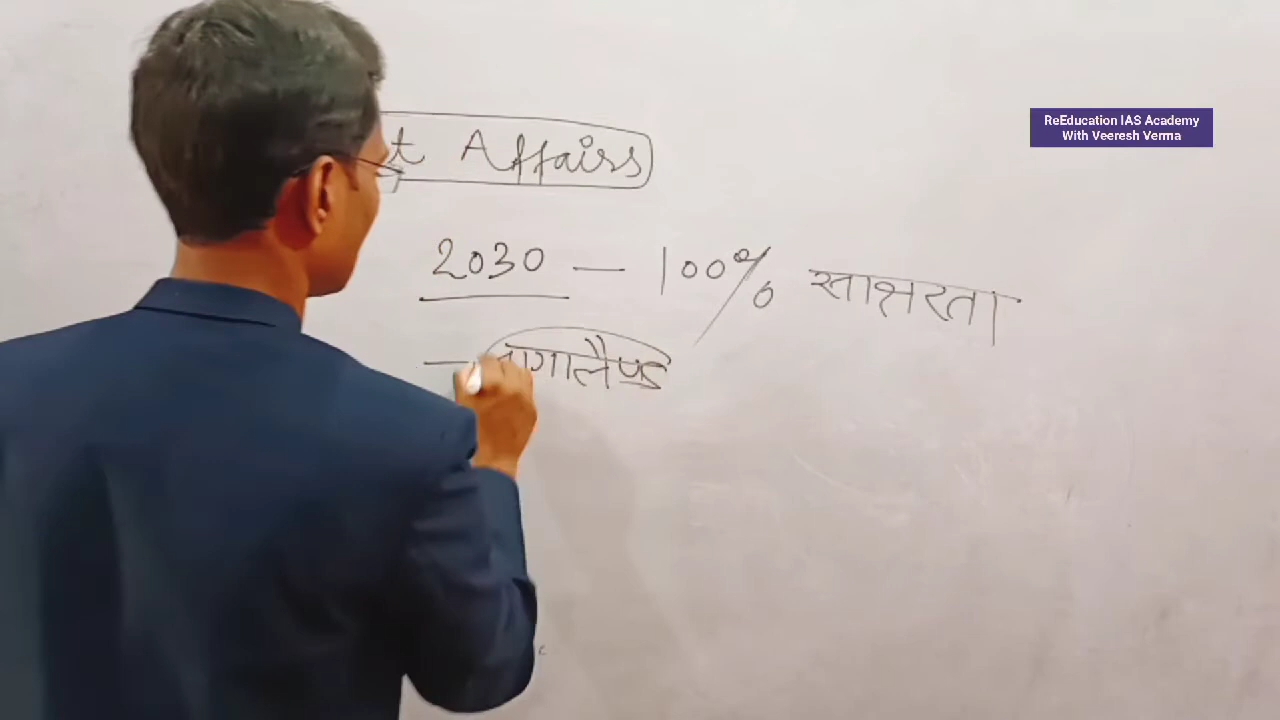 ReEducation IAS Academy
With Veeresh Verma
t Affairs
2030 — 100% साक्षरता
— नागालैण्ड